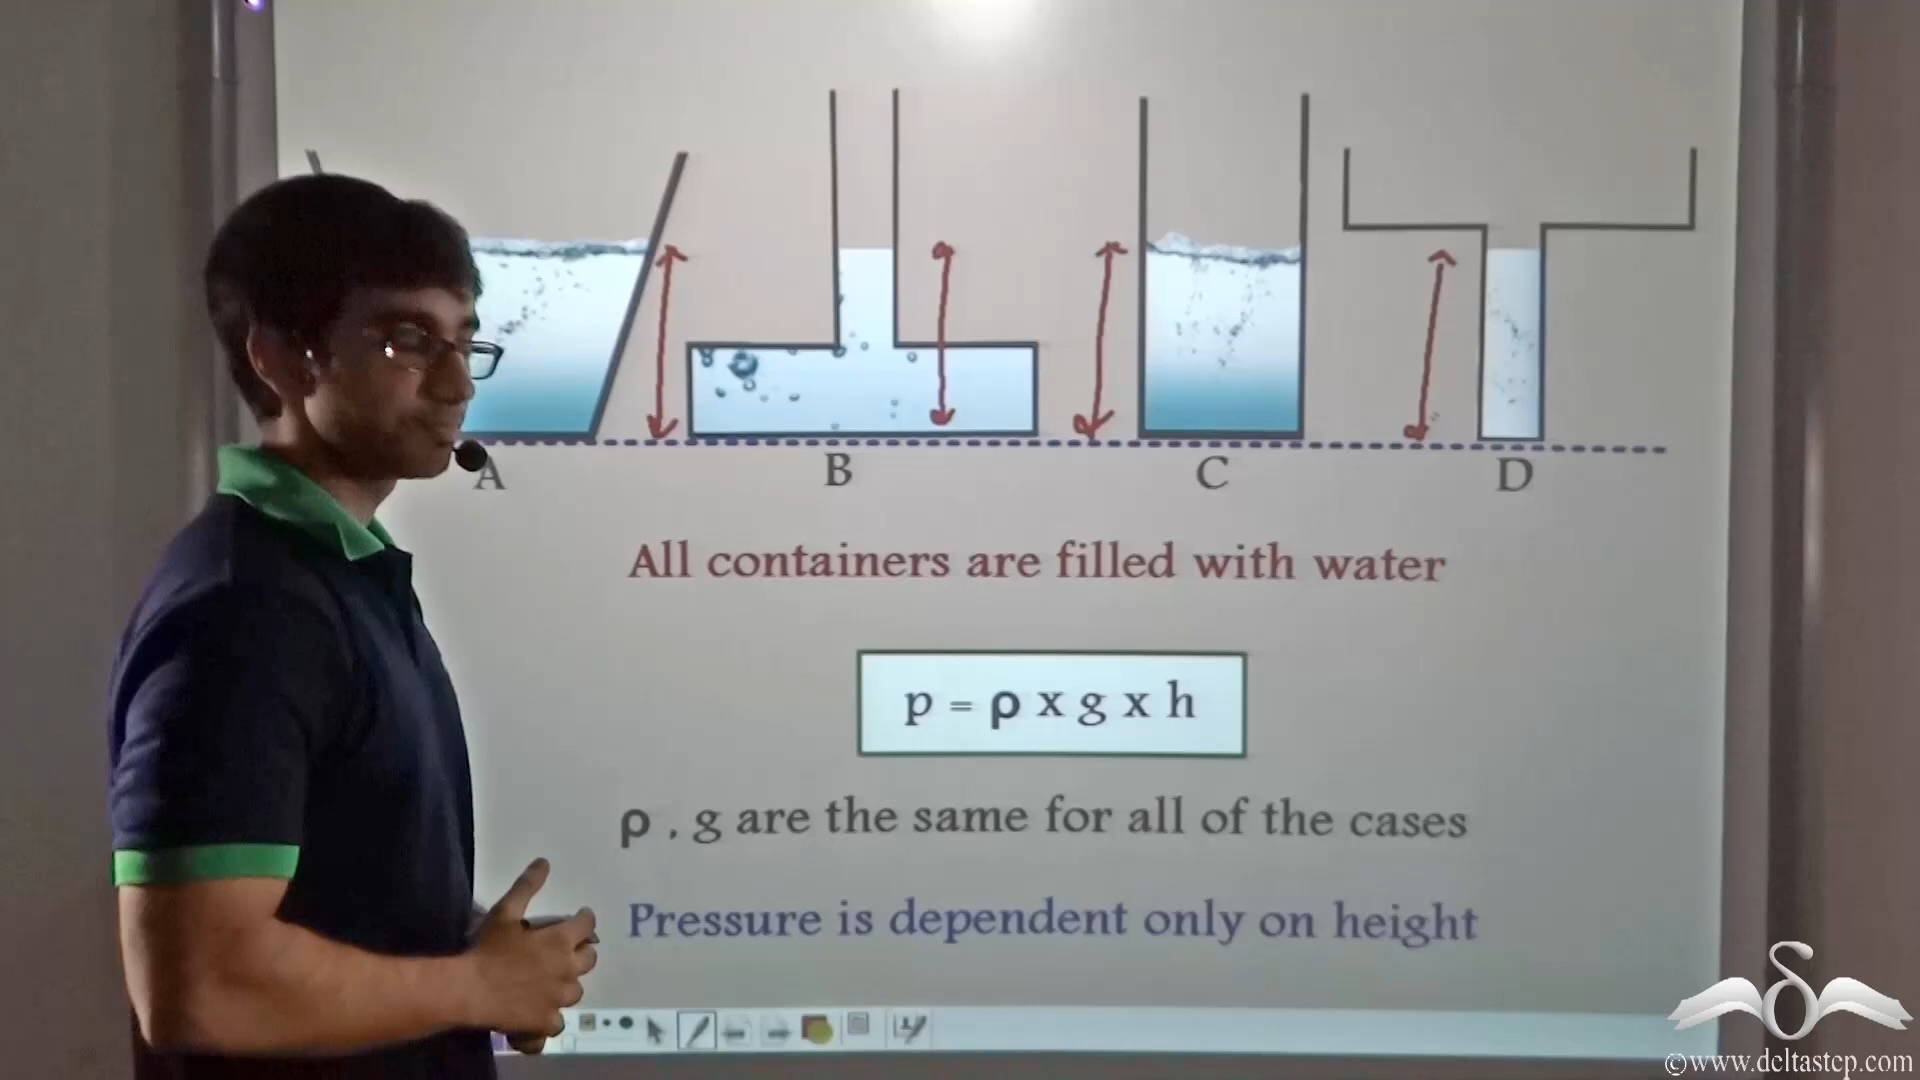 A B C D
All containers are filled with water
p = ρ x g x h
ρ , g are the same for all of the cases
Pressure is dependent only on height
©www.deltastep.com